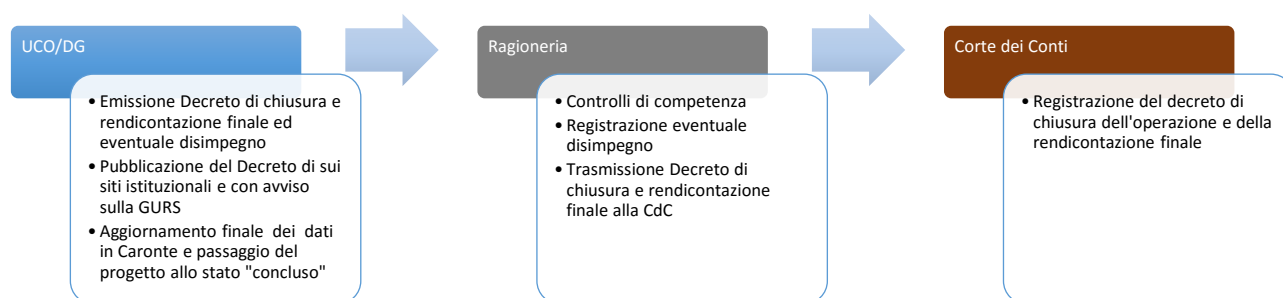 UCO/DG
• Emissione Decreto di chiusura e
rendicontazione finale ed
eventuale disimpegno
• Pubblicazione del Decreto di sui
siti istituzionali e con avviso
sulla GURS
• Aggiornamento finale dei dati
in Caronte e passaggio del
progetto allo stato "concluso"
Ragioneria
• Controlli di competenza
• Registrazione eventuale
disimpegno
• Trasmissione Decreto di
chiusura e rendicontazione
finale alla CdC
Corte dei Conti
• Registrazione del decreto di
chiusura dell'operazione e della
rendicontazione finale